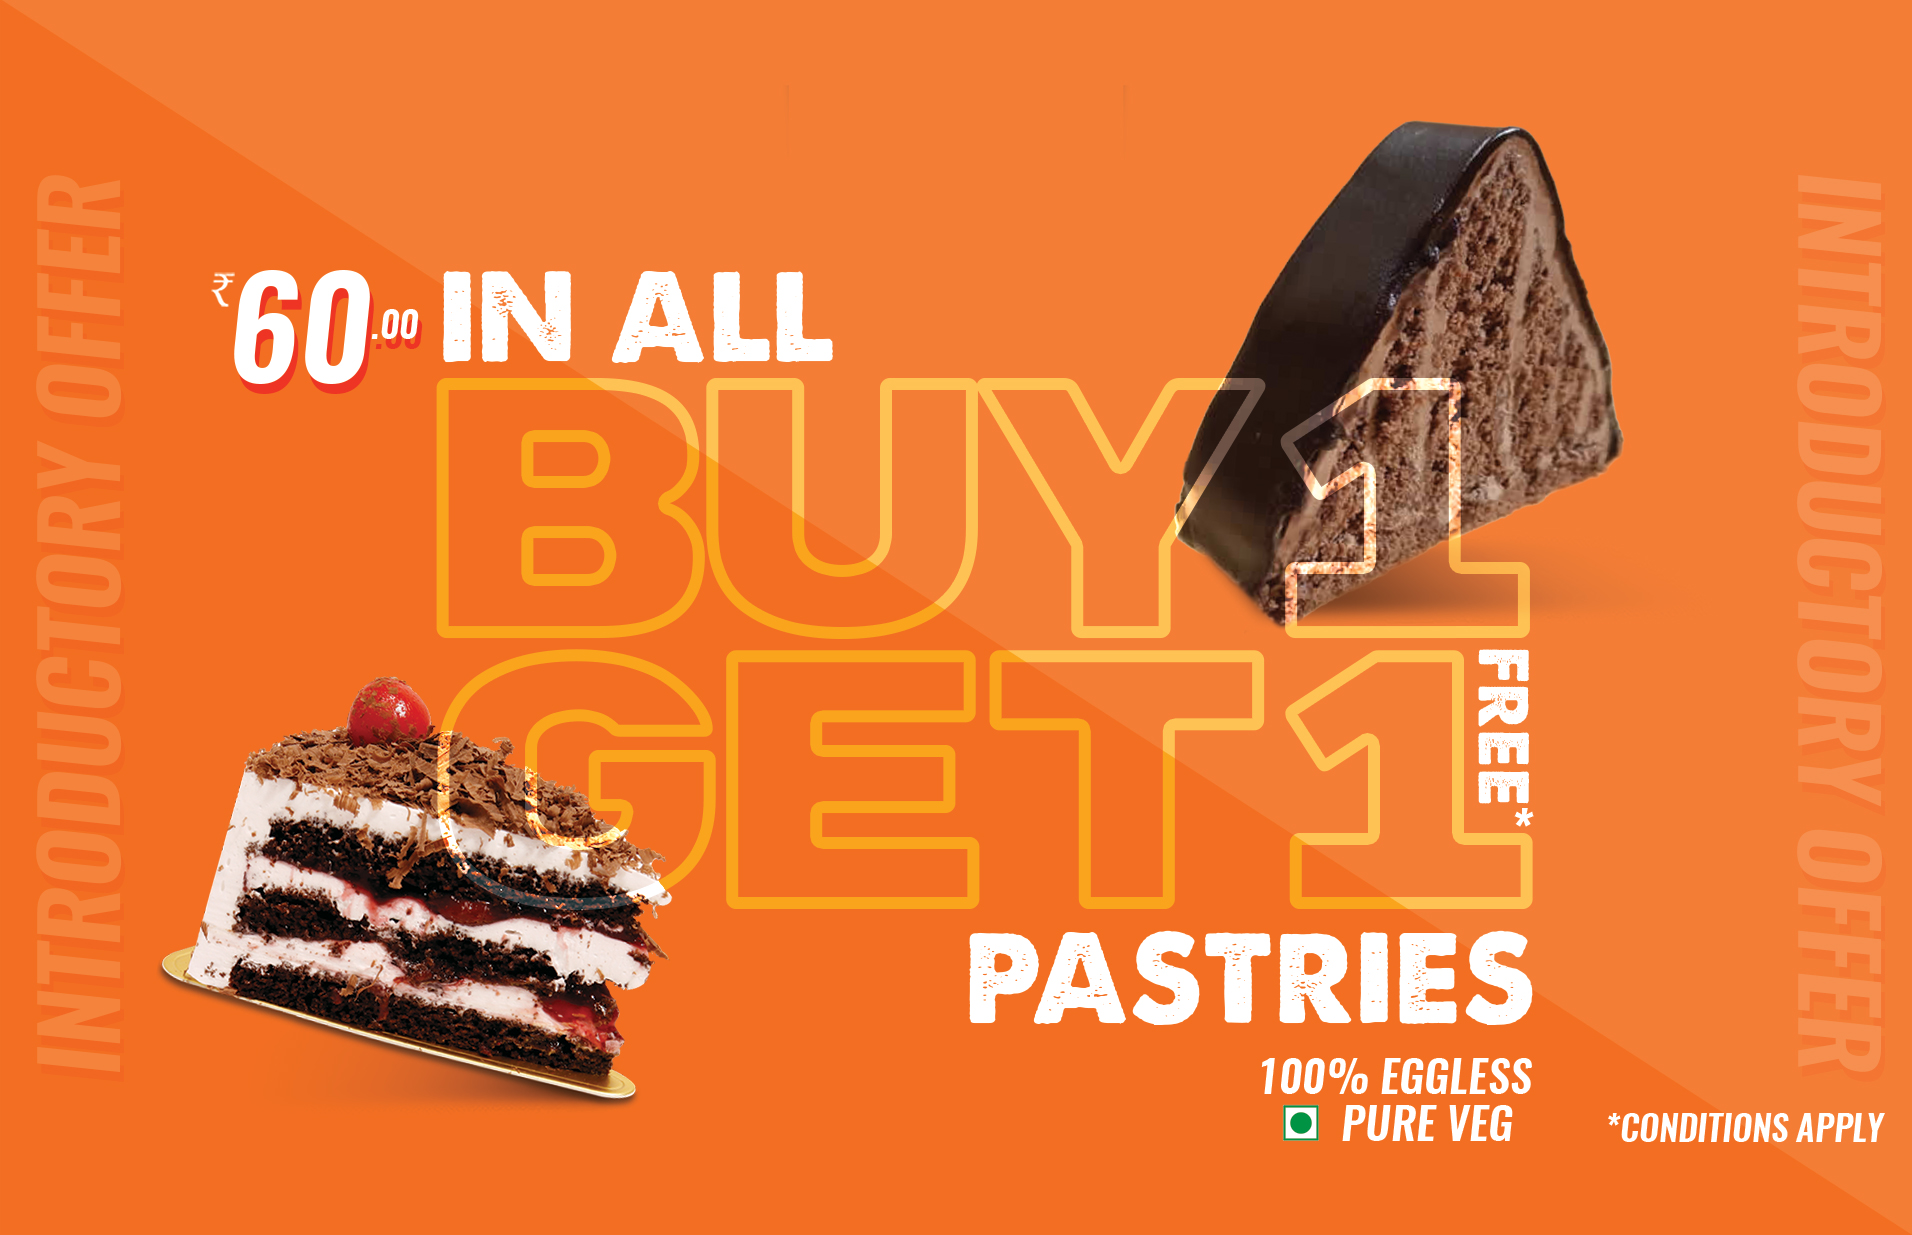 INTRODUCTORY OFFER
₹60.00 IN ALL
BUY 1
GET 1
FREE*
PASTRIES
100% EGGLESS
PURE VEG
*CONDITIONS APPLY
INTRODUCTORY OFFER